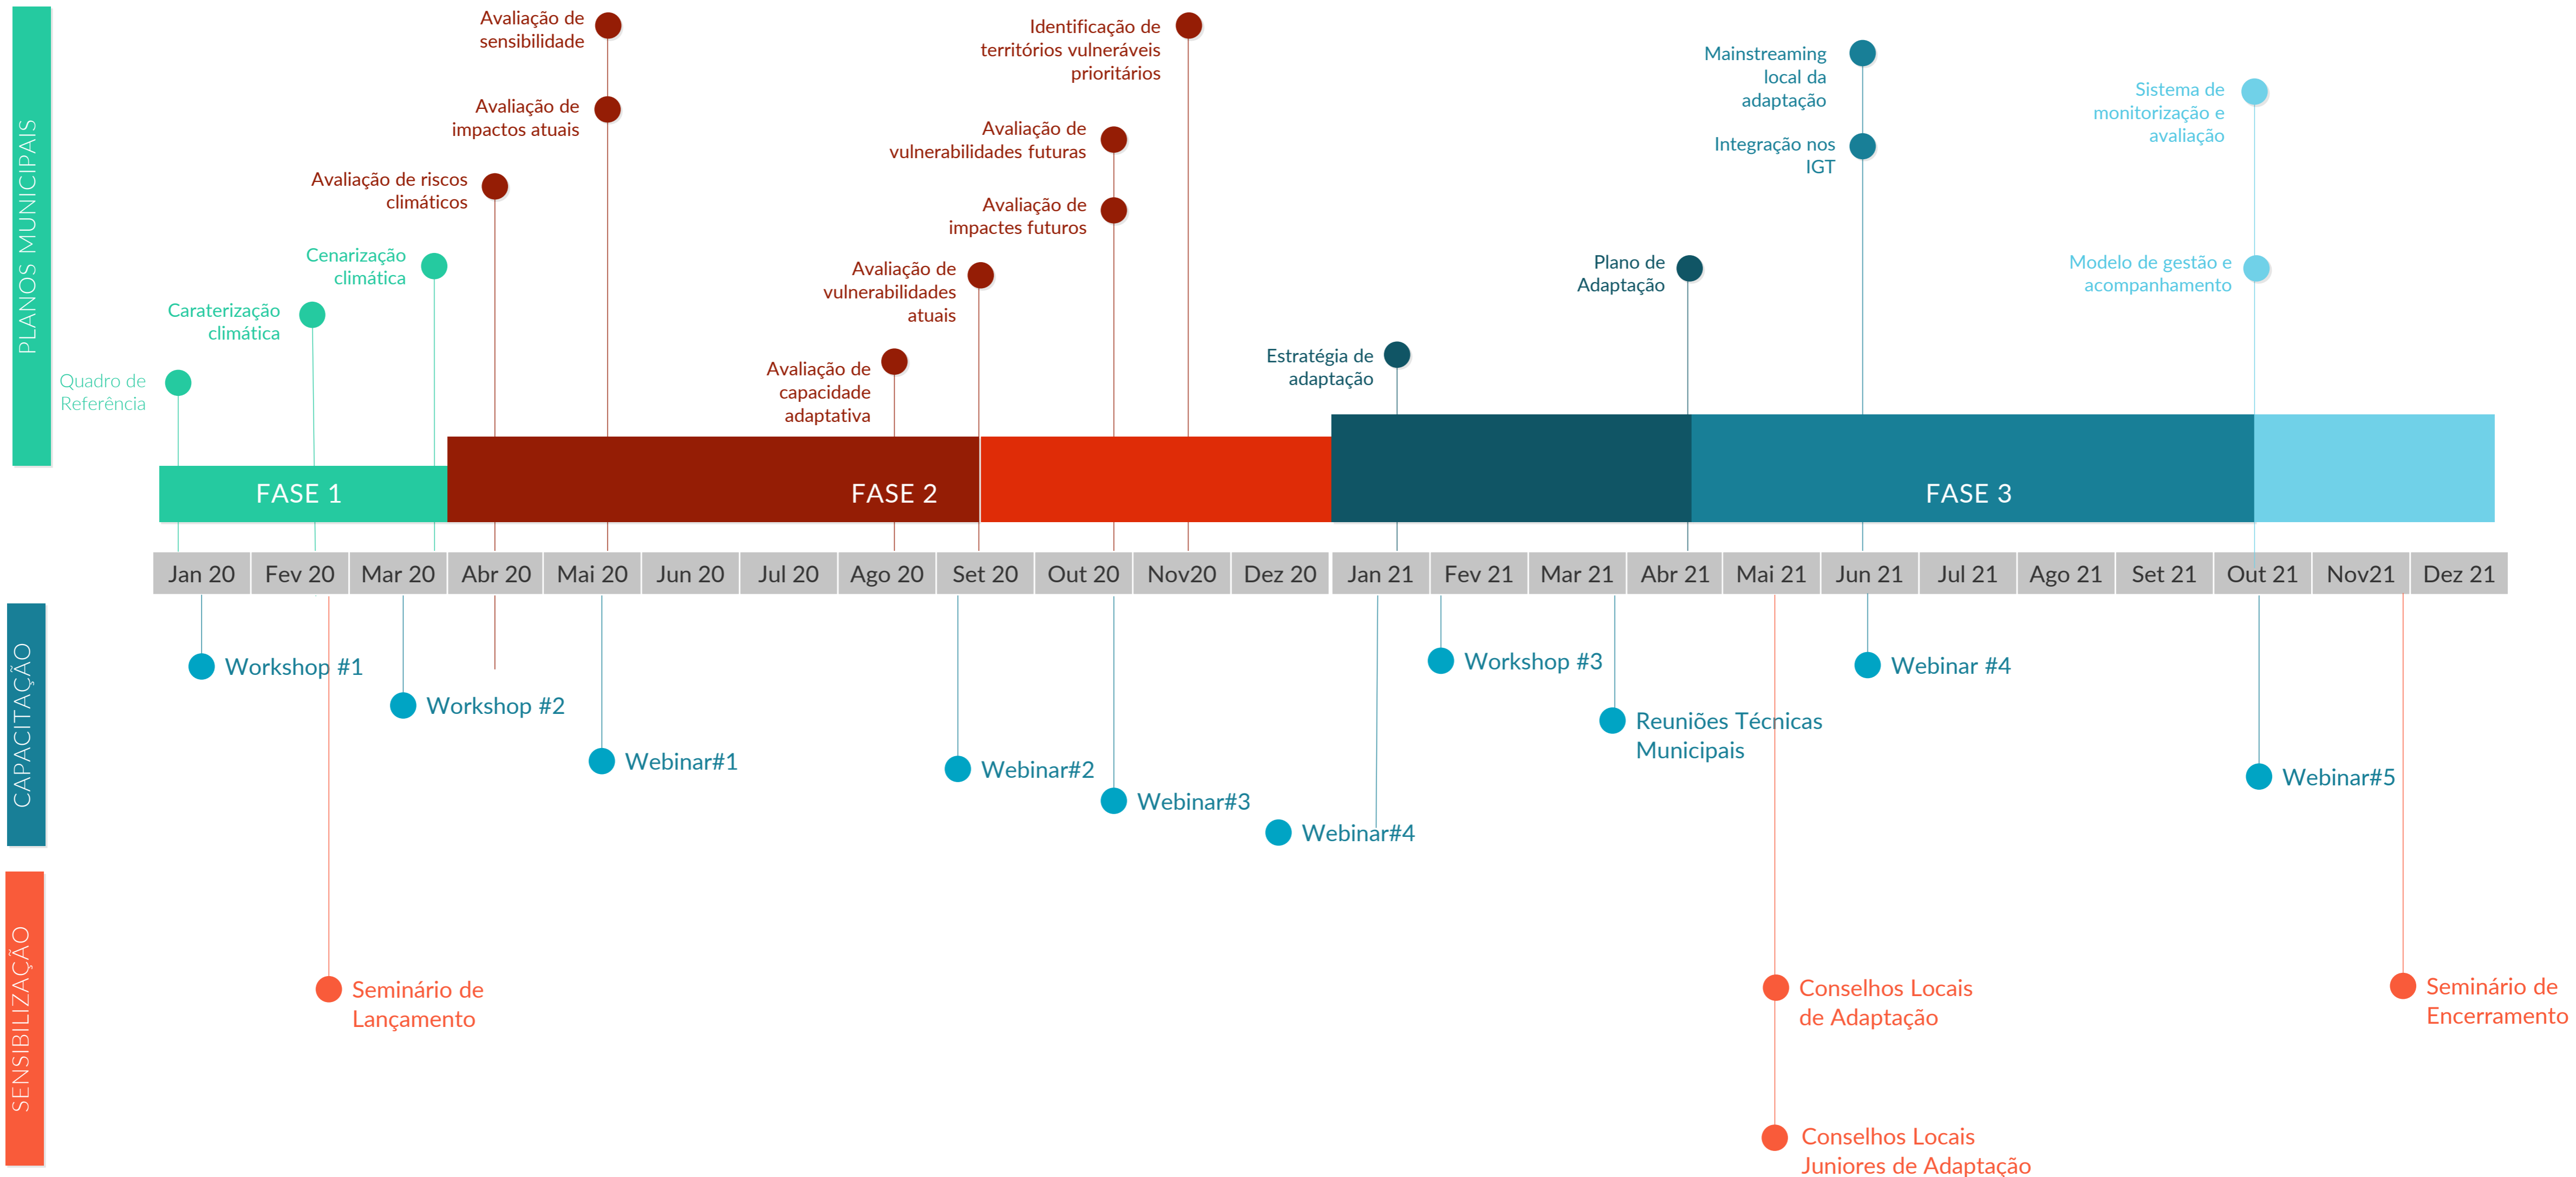 PLANOS MUNICIPAIS
Quadro de
Referência
Caraterização
climática
Cenarização
climática
Avaliação de riscos
climáticos
Avaliação de
sensibilidade
Avaliação de
impactos atuais
Avaliação de
capacidade
adaptativa
Avaliação de
vulnerabilidades
atuais
Identificação de
territórios vulneráveis
prioritários
Avaliação de
vulnerabilidades futuras
Avaliação de
impactes futuros
Estratégia de
adaptação
Plano de
Adaptação
Mainstreaming
local da
adaptação
Integração nos
IGT
Sistema de
monitorização e
avaliação
Modelo de gestão e
acompanhamento
FASE 1
FASE 2
FASE 3
Jan 20
Fev 20
Mar 20
Abr 20
Mai 20
Jun 20
Jul 20
Ago 20
Set 20
Out 20
Nov20
Dez 20
Jan 21
Fev 21
Mar 21
Abr 21
Mai 21
Jun 21
Jul 21
Ago 21
Set 21
Out 21
Nov21
Dez 21
CAPACITAÇÃO
Workshop #1
Workshop #2
Webinar#1
Webinar#2
Webinar#3
Webinar#4
Workshop #3
Reuniões Técnicas
Municipais
Webinar #4
Webinar#5
SENSIBILIZAÇÃO
Seminário de
Lançamento
Conselhos Locais
de Adaptação
Conselhos Locais
Juniores de Adaptação
Seminário de
Encerramento